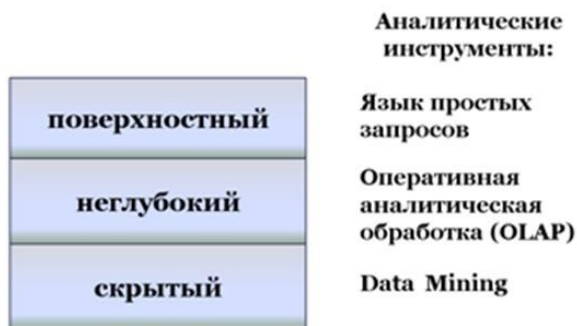 Аналитические
инструменты:
поверхностный
Язык простых
запросов
неглубокий
Оперативная
аналитическая
обработка (OLAP)
скрытый
Data Mining